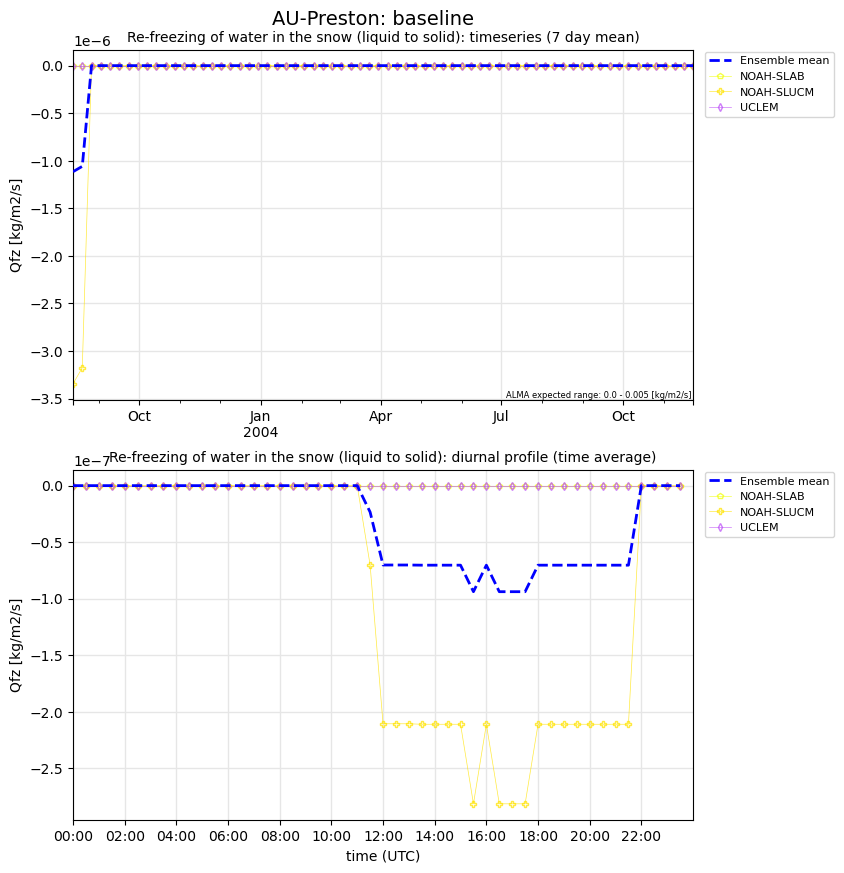 AU-Preston: baseline
Re-freezing of water in the snow (liquid to solid): timeseries (7 day mean)
1e−6
0.0
−0.5
−1.0
−1.5
−2.0
−2.5
−3.0
−3.5
Qfz [kg/m2/s]
Ensemble mean
NOAH-SLAB
NOAH-SLUCM
UCLEM
ALMA expected range: 0.0 - 0.005 [kg/m2/s]
Oct Jan Apr Jul Oct
2004
Re-freezing of water in the snow (liquid to solid): diurnal profile (time average)
1e−7
0.0
−0.5
−1.0
−1.5
−2.0
−2.5
Qfz [kg/m2/s]
Ensemble mean
NOAH-SLAB
NOAH-SLUCM
UCLEM
00:00 02:00 04:00 06:00 08:00 10:00 12:00 14:00 16:00 18:00 20:00 22:00
time (UTC)